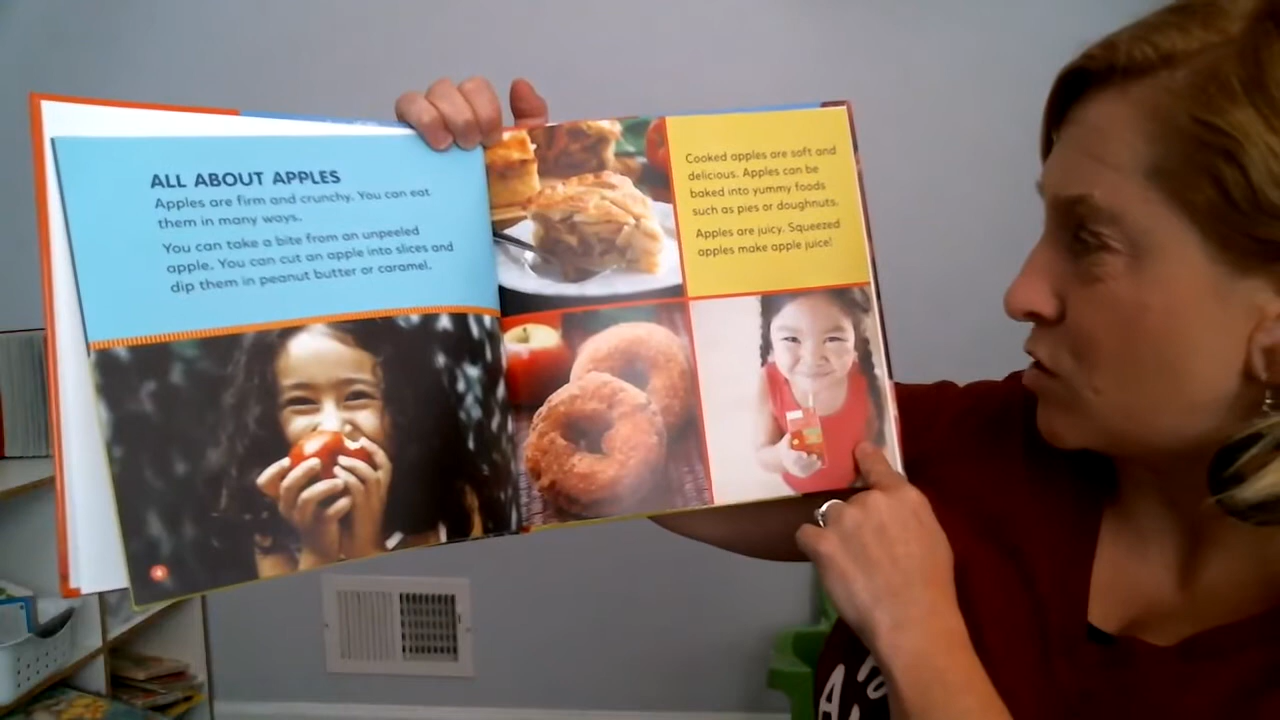 ALL ABOUT APPLES
Apples are firm and crunchy. You can eat
them in many ways.
You can take a bite from an unpeeled
apple. You can cut an apple into slices and
dip them in peanut butter or caramel.
Cooked apples are soft and
delicious. Apples can be
baked into yummy foods
such as pies or doughnuts.
Apples are juicy. Squeezed
apples make apple juice!